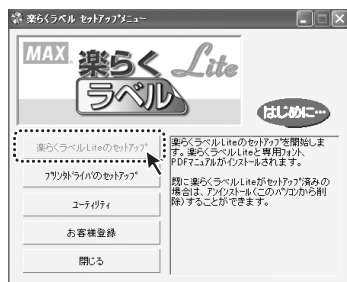 楽らくラベル セットアップメニュー
MAX 楽らく Lite
ラベル
はじめに…
楽らくラベルLiteのセットアップ
プリンタドライバのセットアップ
ユーティリティ
お客様登録
閉じる
楽らくラベルLiteのセットアップを開始しま
す。楽らくラベルLiteと専用フォント、
PDFマニュアルがインストールされます。
既に楽らくラベルLiteがセットアップ済みの
場合は、アンインストール(このパソコンから削
除)することができます。